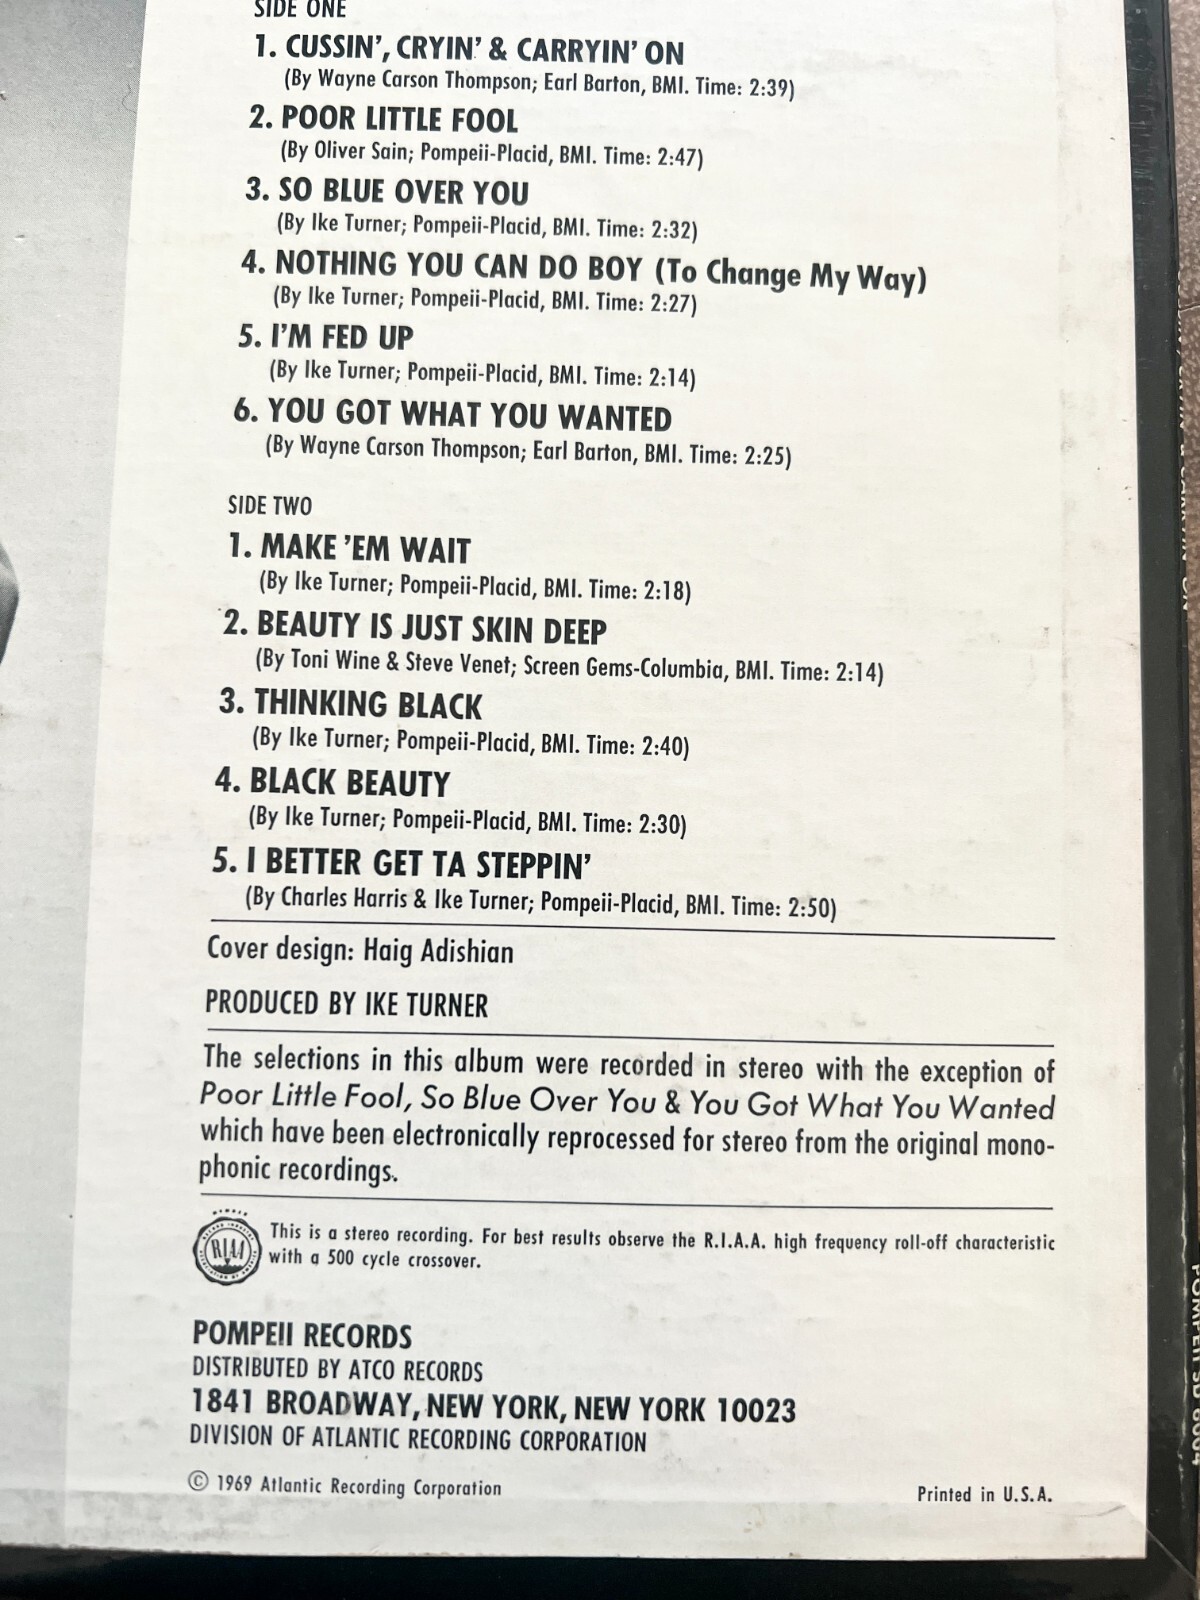 SIDE ONE
1. CUSSIN', CRYIN' & CARRYIN' ON
(By Wayne Carson Thompson; Earl Barton, BMI. Time: 2:39)
2. POOR LITTLE FOOL
(By Oliver Sain; Pompeii-Placid, BMI. Time: 2:47)
3. SO BLUE OVER YOU
(By Ike Turner; Pompeii-Placid, BMI. Time: 2:32)
4. NOTHING YOU CAN DO BOY (To Change My Way)
(By Ike Turner; Pompeii-Placid, BMI. Time: 2:27)
5. I'M FED UP
(By Ike Turner; Pompeii-Placid, BMI. Time: 2:14)
6. YOU GOT WHAT YOU WANTED
(By Wayne Carson Thompson; Earl Barton, BMI. Time: 2:25)
SIDE TWO
1. MAKE 'EM WAIT
(By Ike Turner; Pompeii-Placid, BMI. Time: 2:18)
2. BEAUTY IS JUST SKIN DEEP
(By Toni Wine & Steve Venet; Screen Gems-Columbia, BMI. Time: 2:14)
3. THINKING BLACK
(By Ike Turner; Pompeii-Placid, BMI. Time: 2:40)
4. BLACK BEAUTY
(By Ike Turner; Pompeii-Placid, BMI. Time: 2:30)
5. I BETTER GET TA STEPPIN'
(By Charles Harris & Ike Turner; Pompeii-Placid, BMI. Time: 2:50)
Cover design: Haig Adishian
PRODUCED BY IKE TURNER
The selections in this album were recorded in stereo with the exception of
Poor Little Fool, So Blue Over You & You Got What You Wanted
which have been electronically reprocessed for stereo from the original mono-
phonic recordings.
RIAA
This is a stereo recording. For best results observe the R.I.A.A. high frequency roll-off characteristic
with a 500 cycle crossover.
POMPEII RECORDS
DISTRIBUTED BY ATCO RECORDS
1841 BROADWAY, NEW YORK, NEW YORK 10023
DIVISION OF ATLANTIC RECORDING CORPORATION
© 1969 Atlantic Recording Corporation
Printed in U.S.A.